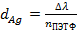 d_Ag = Δλ / n_ПЭТФ